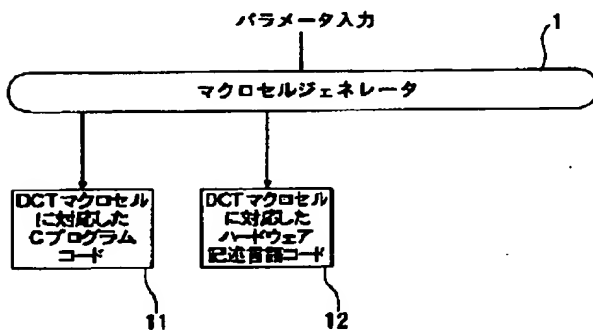 パラメータ入力
1
マクロセルジェネレータ
DCTマクロセル
に対応した
Cプログラム
コード
DCTマクロセル
に対応した
ハードウェア
記述言語コード
11
12